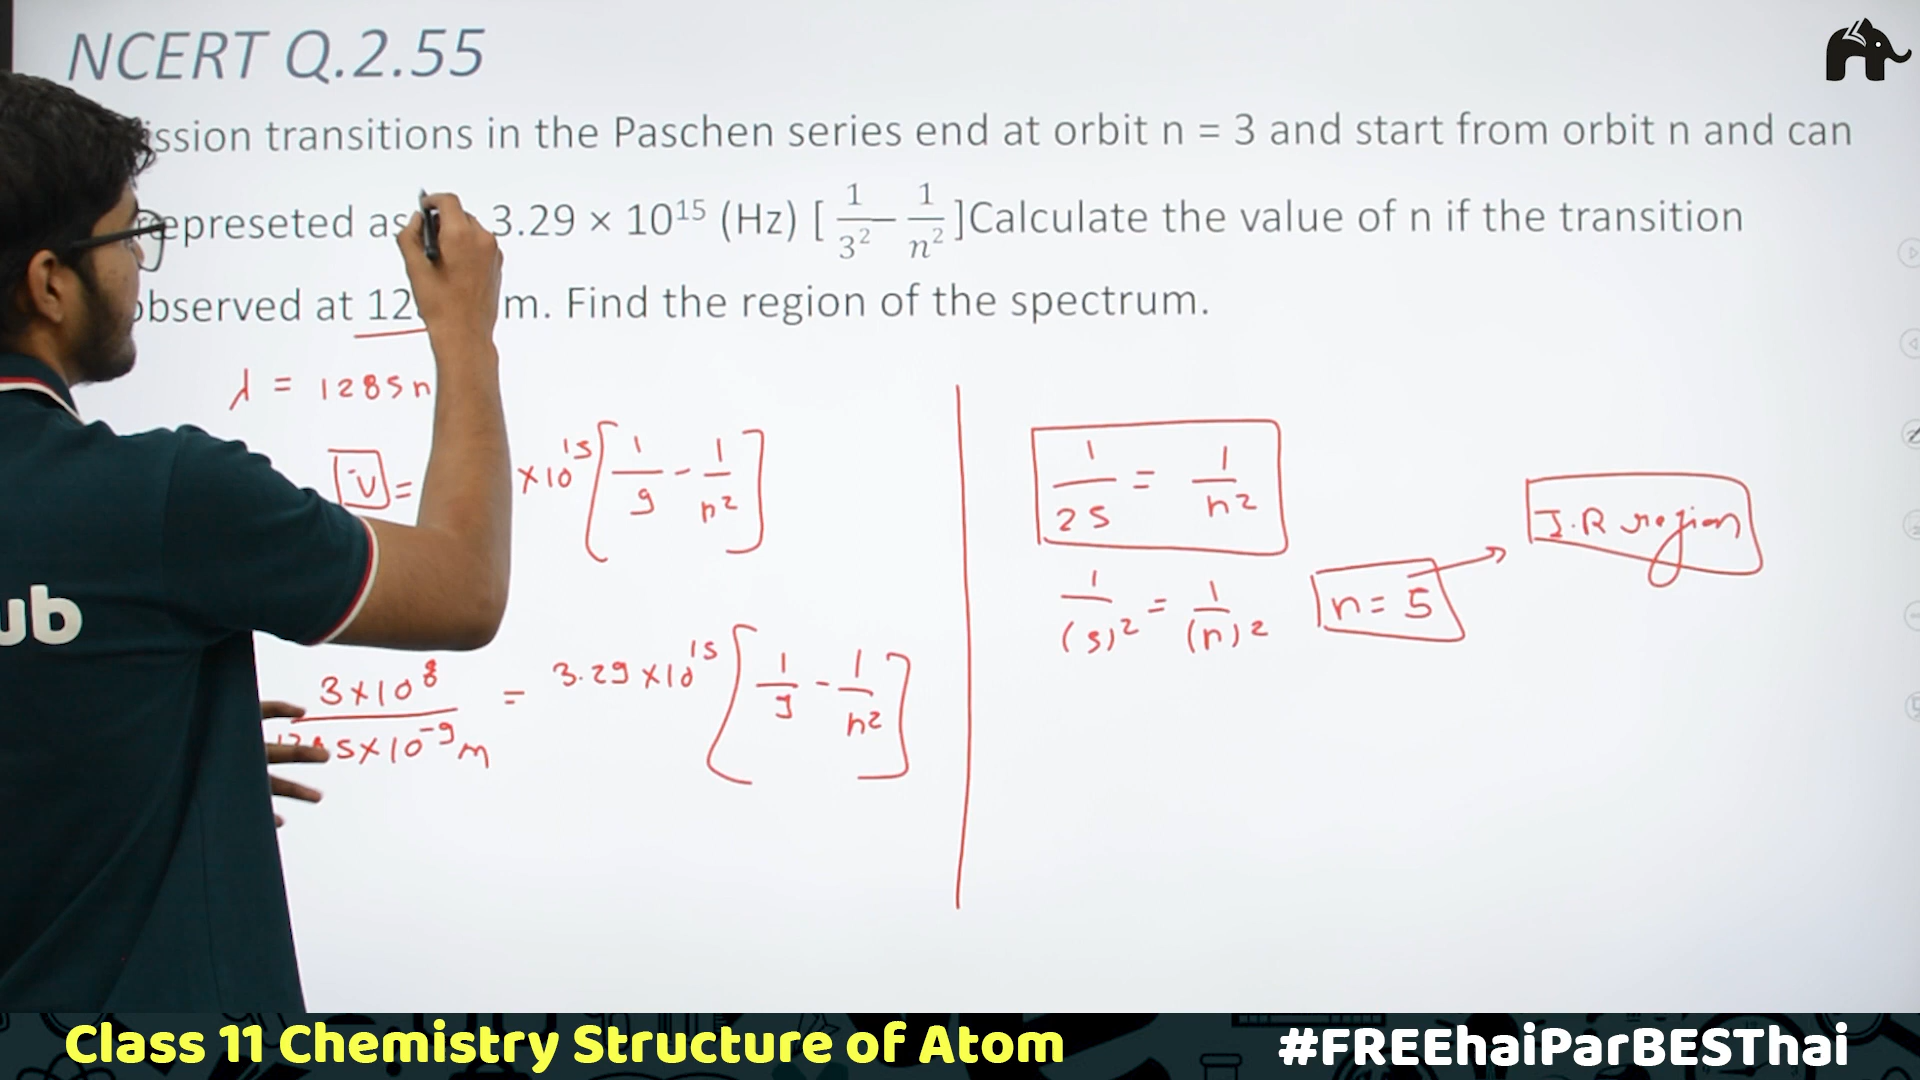 NCERT Q.2.55
ission transitions in the Paschen series end at orbit n = 3 and start from orbit n and can
represeted as 3.29 × 10¹⁵ (Hz) [ 1/3² − 1/n² ]Calculate the value of n if the transition
observed at 12 m. Find the region of the spectrum.
λ = 1285n
ν = ×10¹⁵ [ 1/9 - 1/n² ]
3×10⁸ / 1285×10⁻⁹m = 3.29×10¹⁵ [ 1/9 - 1/n² ]
1/25 = 1/n²
1/(5)² = 1/(n)²
n = 5
I.R region
ub
Class 11 Chemistry Structure of Atom
#FREEhaiParBESThai